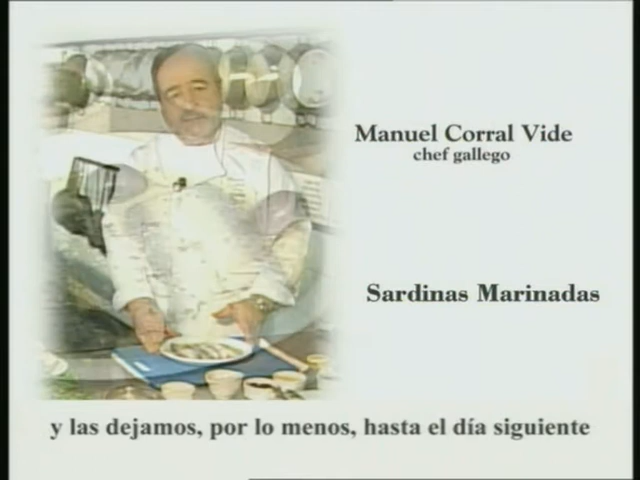 Manuel Corral Vide
chef gallego
Sardinas Marinadas
y las dejamos, por lo menos, hasta el día siguiente